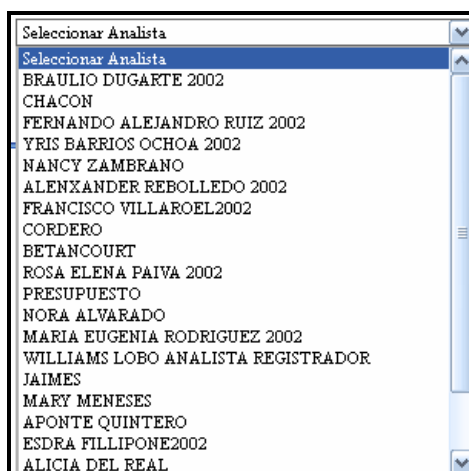 Seleccionar Analista
Seleccionar Analista
BRAULIO DUGARTE 2002
CHACON
FERNANDO ALEJANDRO RUIZ 2002
YRIS BARRIOS OCHOA 2002
NANCY ZAMBRANO
ALENXANDER REBOLLEDO 2002
FRANCISCO VILLAROEL2002
CORDERO
BETANCOURT
ROSA ELENA PAIVA 2002
PRESUPUESTO
NORA ALVARADO
MARIA EUGENIA RODRIGUEZ 2002
WILLIAMS LOBO ANALISTA REGISTRADOR
JAIMES
MARY MENESES
APONTE QUINTERO
ESDRA FILLIPONE2002
ALICIA DEL REAL